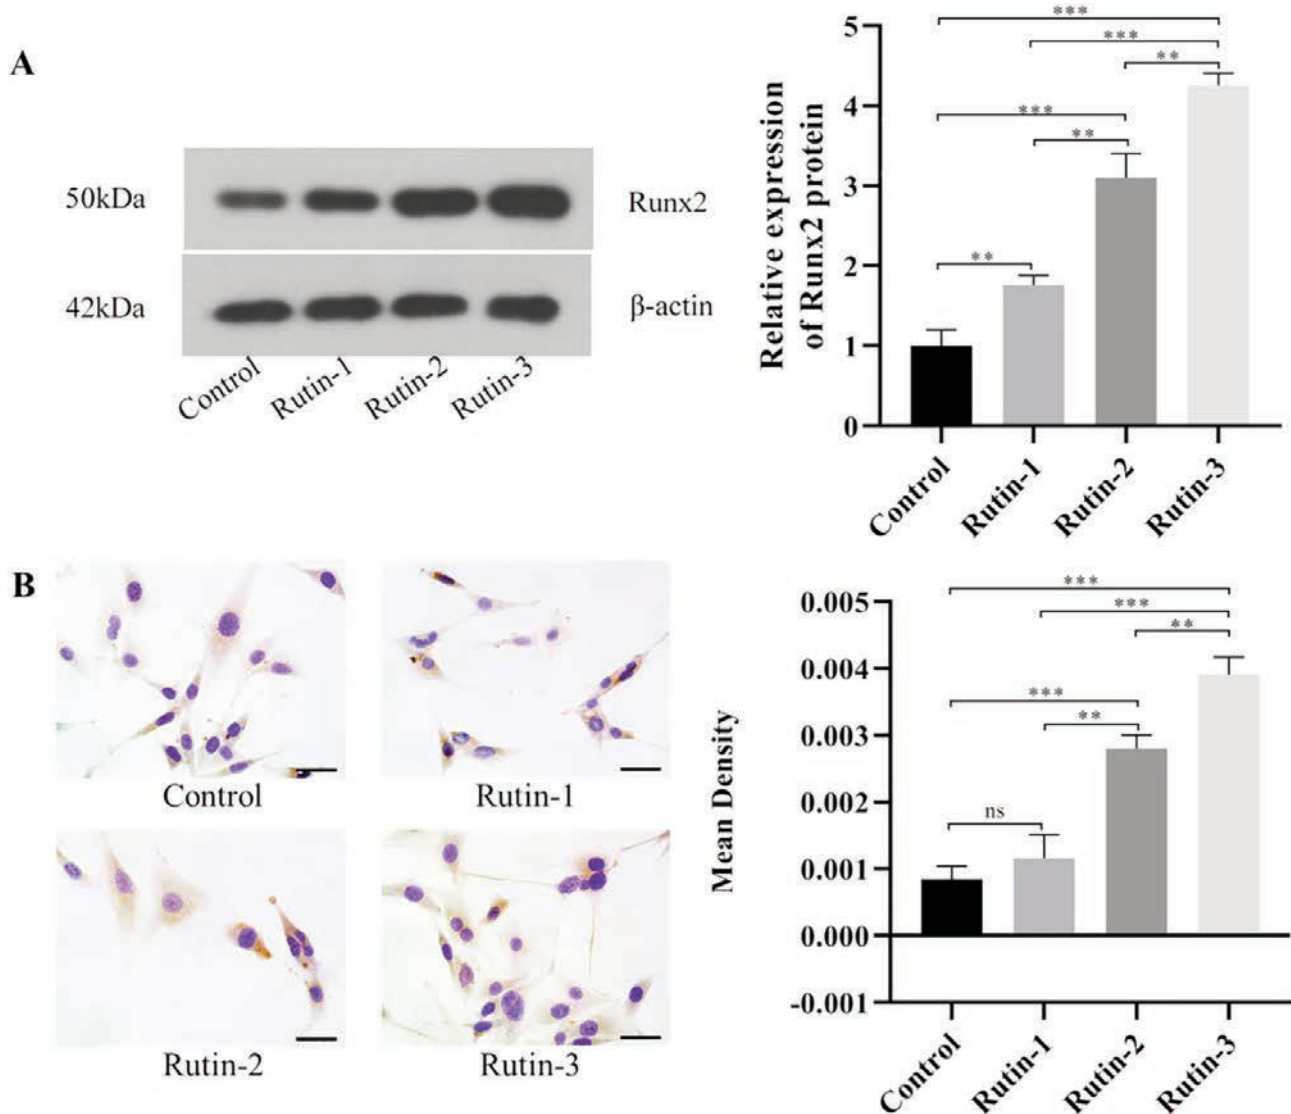 A
50kDa
Runx2
42kDa
β-actin
Control
Rutin-1
Rutin-2
Rutin-3
Relative expression
of Runx2 protein
5
4
3
2
1
0
***
***
**
***
**
**
Control
Rutin-1
Rutin-2
Rutin-3
B
Control
Rutin-1
Rutin-2
Rutin-3
Mean Density
0.005
0.004
0.003
0.002
0.001
0.000
-0.001
***
***
**
***
**
ns
Control
Rutin-1
Rutin-2
Rutin-3